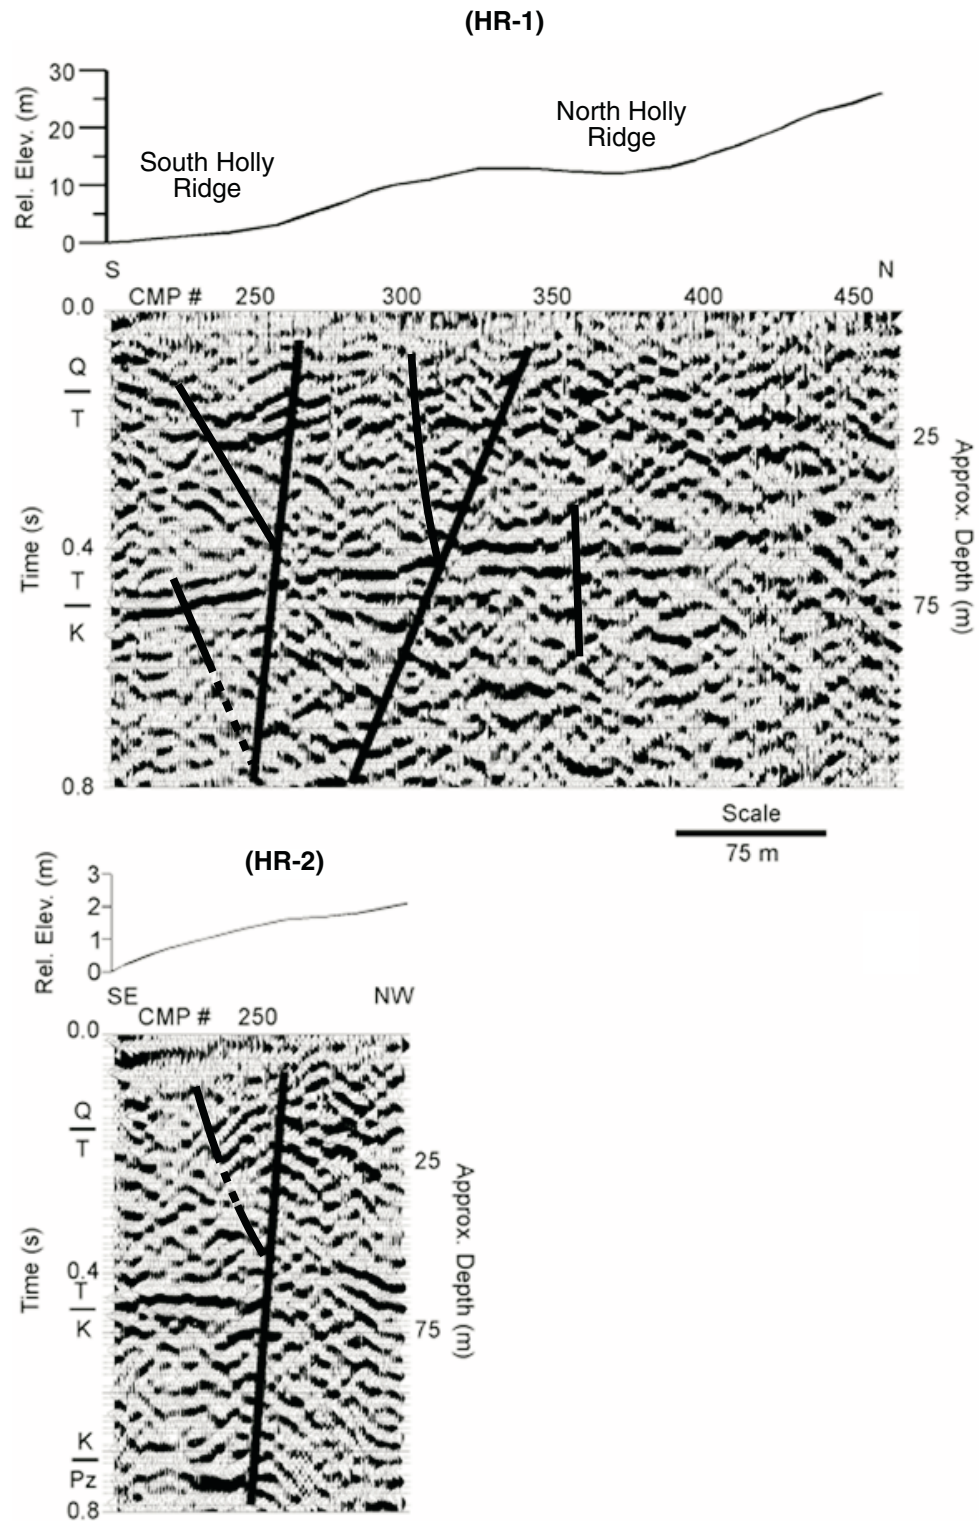 (HR-1)
Rel. Elev. (m)
30
20
10
0
South Holly
Ridge
North Holly
Ridge
S
N
CMP # 250 300 350 400 450
0.0
Q
T
25
Time (s)
0.4
T
K
75
Approx. Depth (m)
0.8
Scale
75 m
(HR-2)
Rel. Elev. (m)
3
2
1
0
SE
NW
CMP # 250
0.0
Q
T
25
Time (s)
0.4
T
K
75
Approx. Depth (m)
K
Pz
0.8